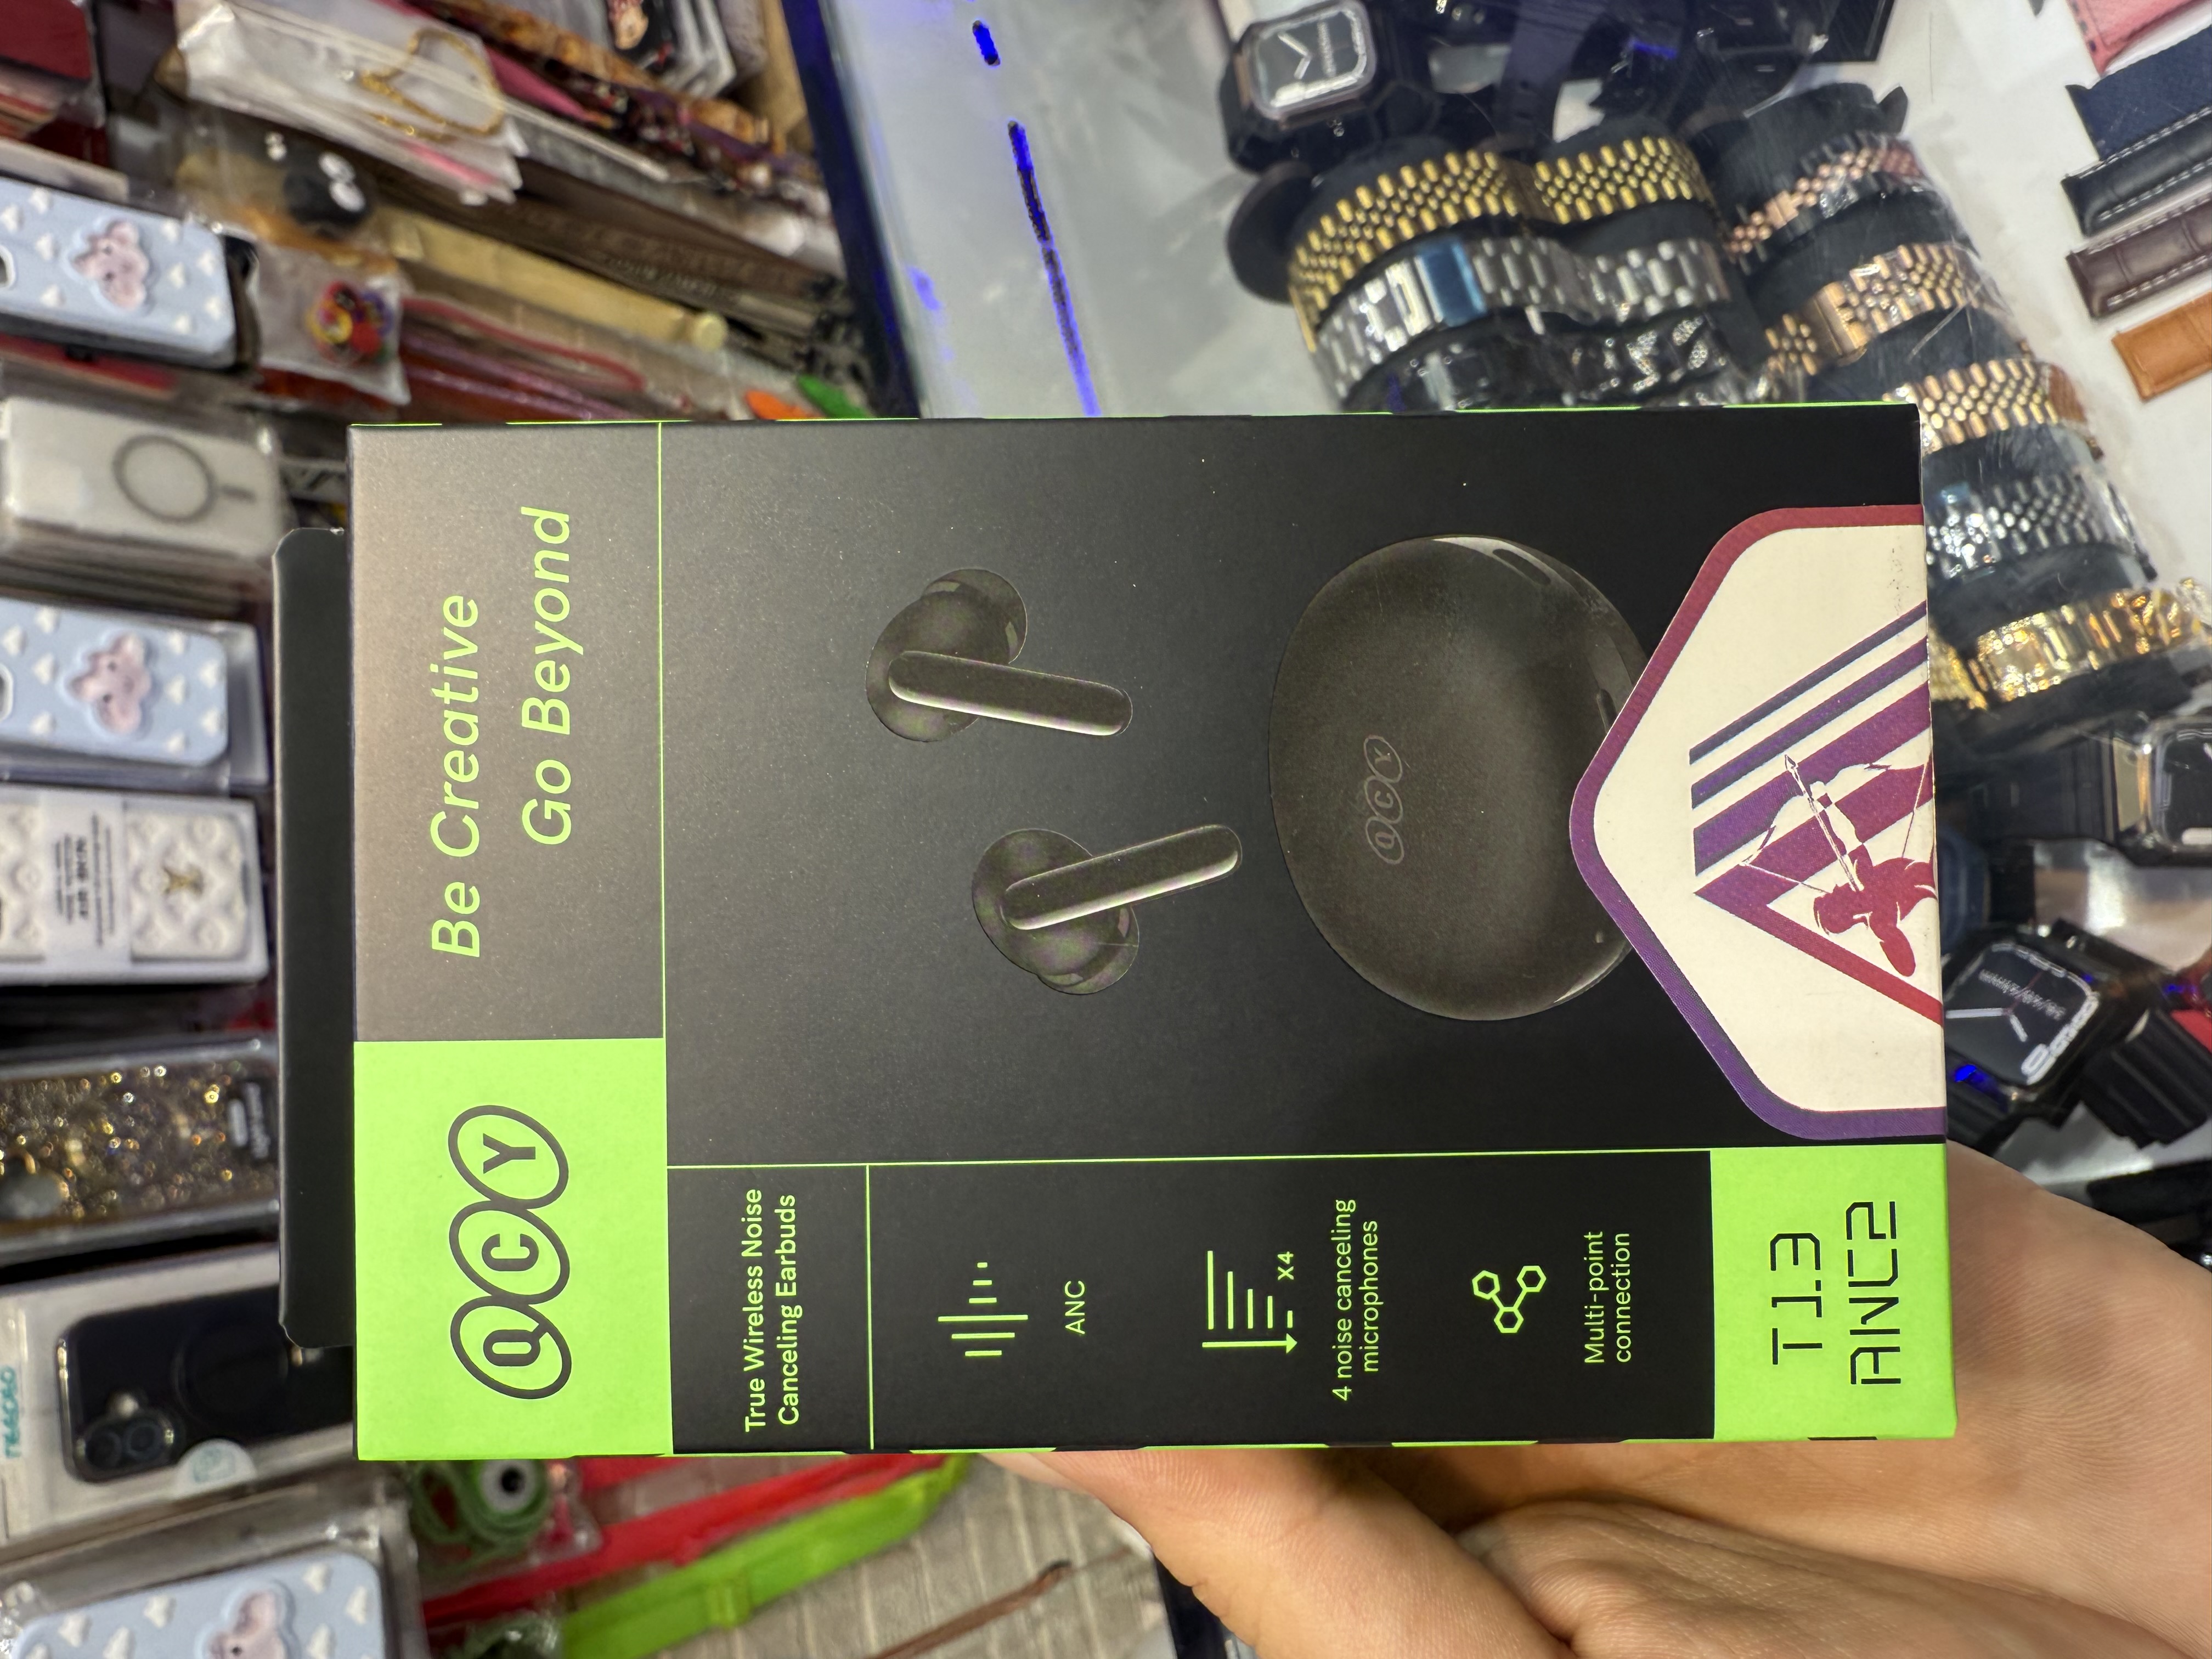 QCY
Be Creative
Go Beyond
True Wireless Noise
Canceling Earbuds
ANC
X4
4 noise canceling
microphones
Multi-point
connection
T13
ANC2
QCY